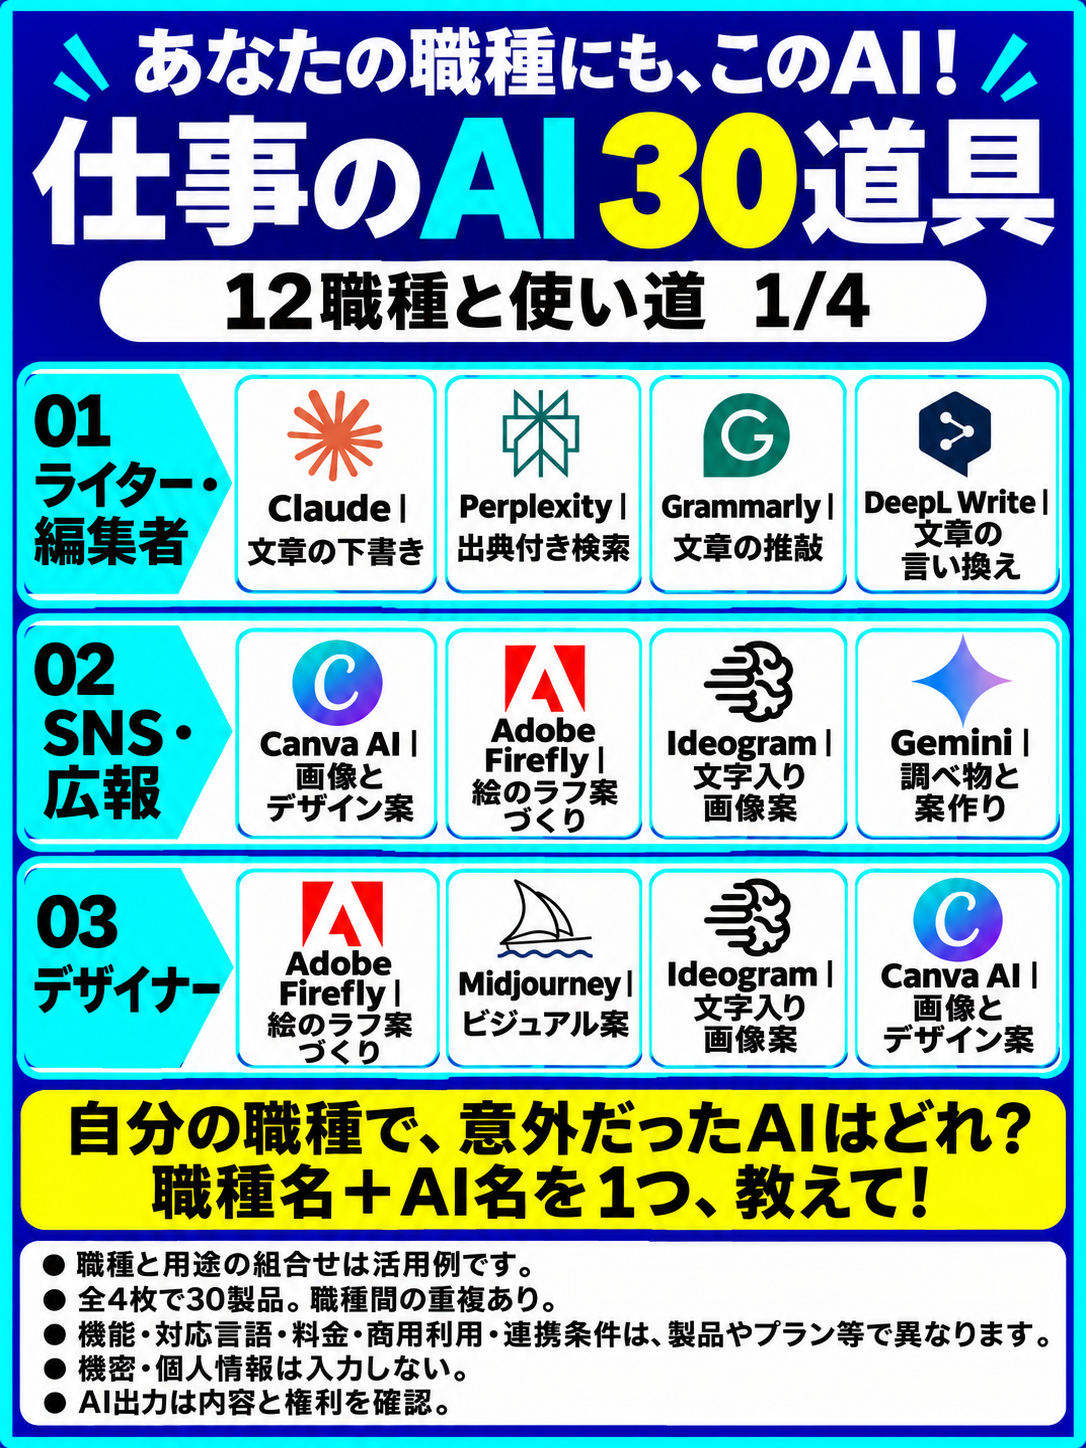 あなたの職種にも、このAI!
仕事のAI 30道具
12職種と使い道 1/4
01
ライター・
編集者
Claude |
文章の下書き
Perplexity |
出典付き検索
Grammarly |
文章の推敲
DeepL Write |
文章の
言い換え
02
SNS・
広報
Canva AI |
画像と
デザイン案
Adobe
Firefly |
絵のラフ案
づくり
Ideogram |
文字入り
画像案
Gemini |
調べ物と
案作り
03
デザイナー
Adobe
Firefly |
絵のラフ案
づくり
Midjourney |
ビジュアル案
Ideogram |
文字入り
画像案
Canva AI |
画像と
デザイン案
自分の職種で、意外だったAIはどれ?
職種名+AI名を1つ、教えて!
● 職種と用途の組合せは活用例です。
● 全4枚で30製品。職種間の重複あり。
● 機能・対応言語・料金・商用利用・連携条件は、製品やプラン等で異なります。
● 機密・個人情報は入力しない。
● AI出力は内容と権利を確認。